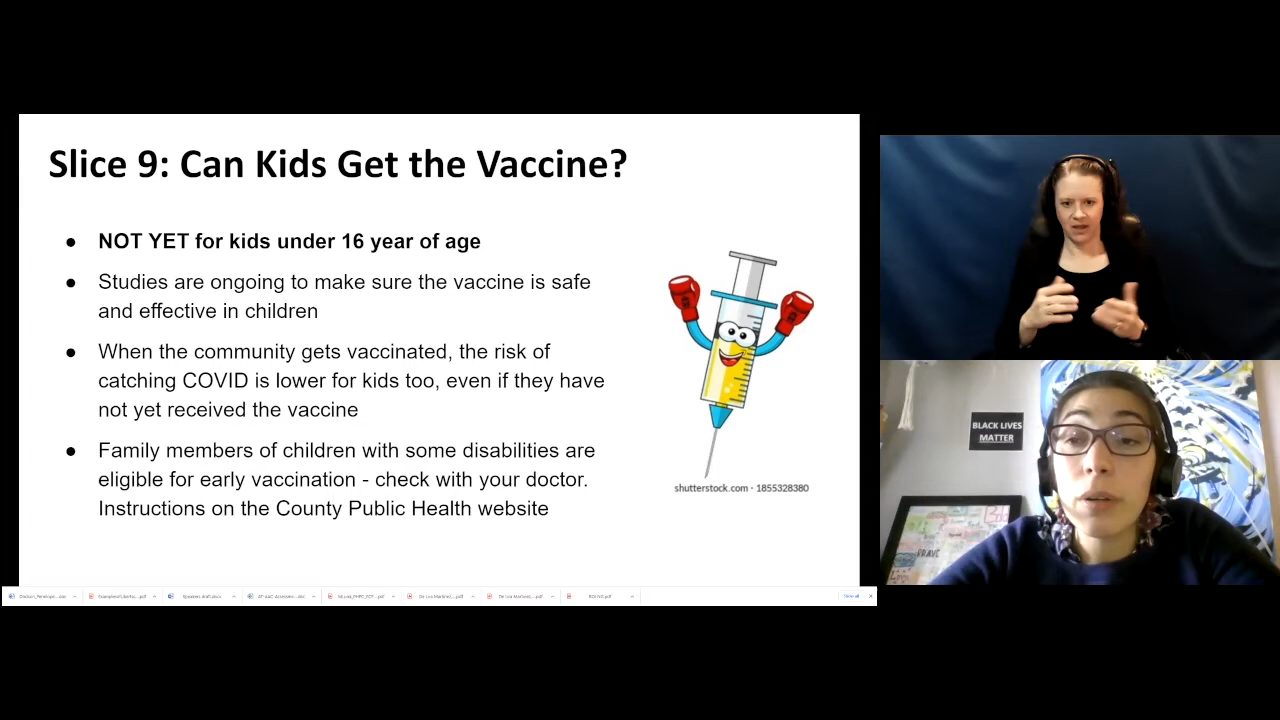 Slice 9: Can Kids Get the Vaccine?
● NOT YET for kids under 16 year of age
● Studies are ongoing to make sure the vaccine is safe
and effective in children
● When the community gets vaccinated, the risk of
catching COVID is lower for kids too, even if they have
not yet received the vaccine
● Family members of children with some disabilities are
eligible for early vaccination - check with your doctor.
Instructions on the County Public Health website
shutterstock.com · 1855328380
BLACK LIVES
MATTER
BRAVE
Love
Show all